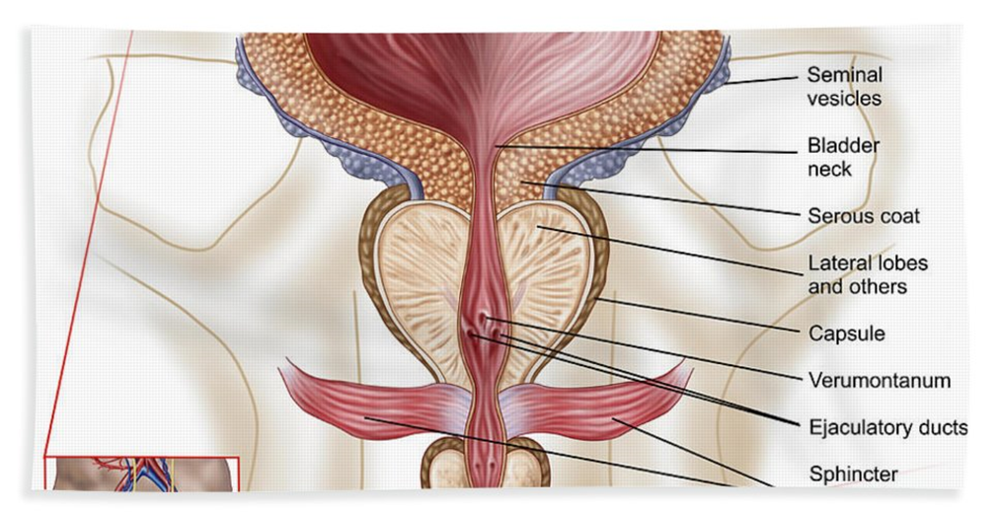 Seminal
vesicles
Bladder
neck
Serous coat
Lateral lobes
and others
Capsule
Verumontanum
Ejaculatory ducts
Sphincter